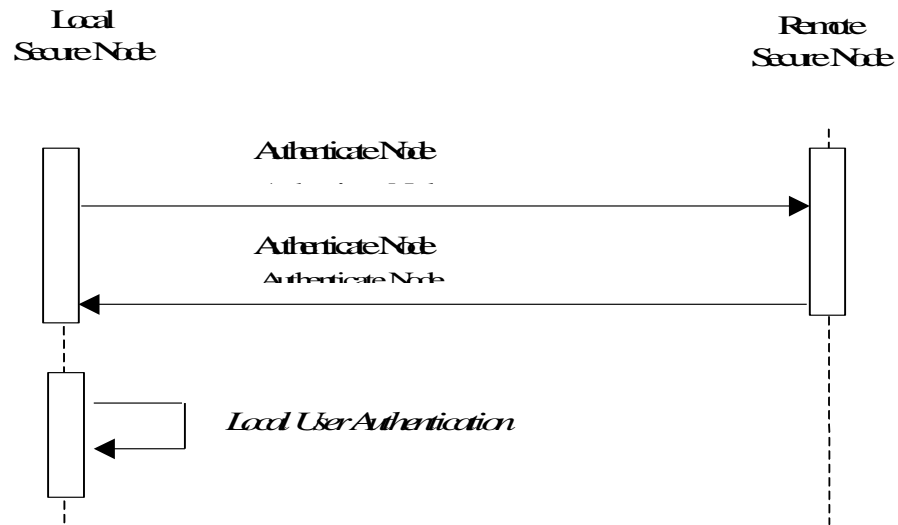 Local
Secure Node
Remote
Secure Node
Authenticate Node
Authenticate Node
Authenticate Node
Local User Authentication